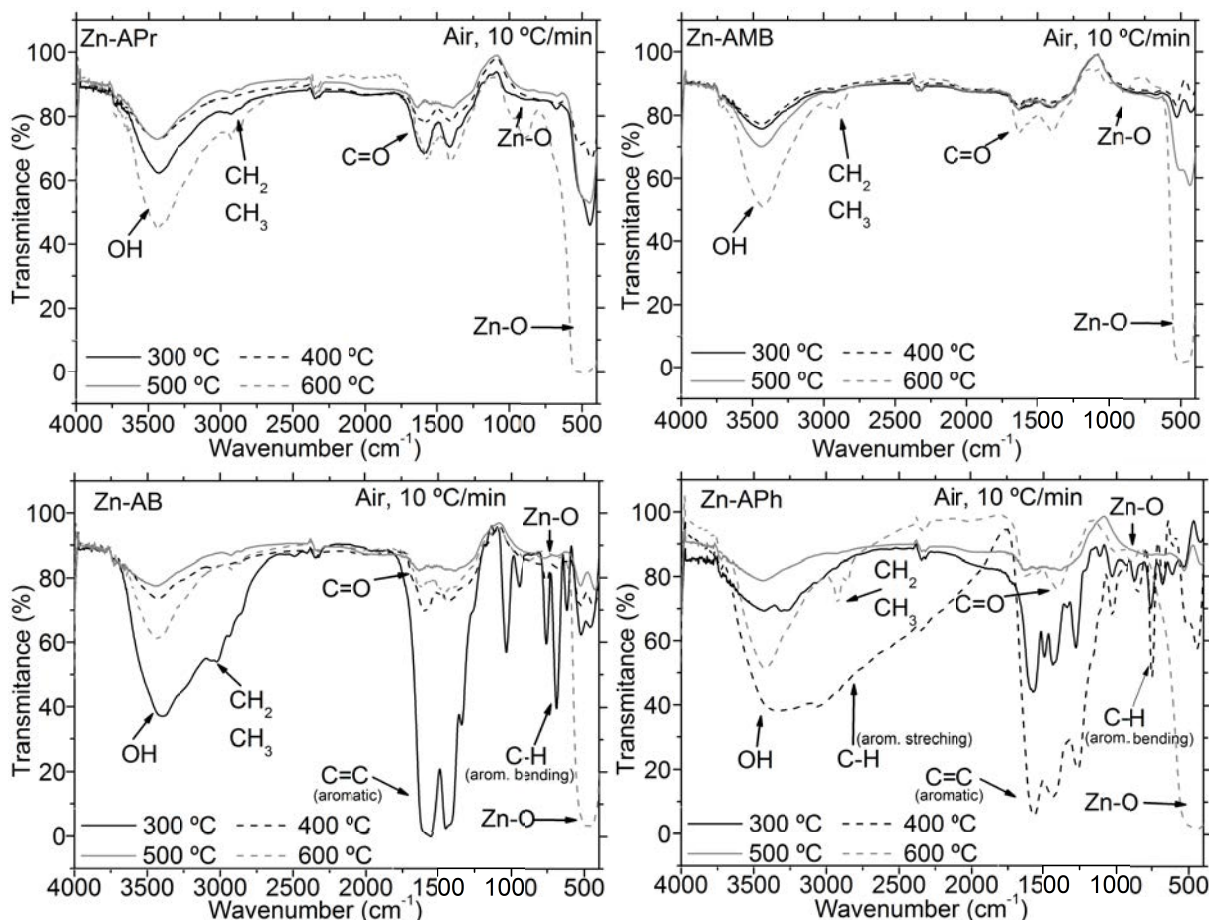 Zn-APr Air, 10 ºC/min
100
80
60
40
20
0
Transmitance (%)
OH
CH2
CH3
C=O
Zn-O
Zn-O
300 ºC 400 ºC
500 ºC 600 ºC
4000 3500 3000 2500 2000 1500 1000 500
Wavenumber (cm-1)
Zn-AMB Air, 10 ºC/min
100
80
60
40
20
0
Transmitance (%)
OH
CH2
CH3
C=O
Zn-O
Zn-O
300 ºC 400 ºC
500 ºC 600 ºC
4000 3500 3000 2500 2000 1500 1000 500
Wavenumber (cm-1)
Zn-AB Air, 10 ºC/min
100
80
60
40
20
0
Transmitance (%)
Zn-O
C=O
CH2
CH3
OH
C-H
(arom. bending)
C=C
(aromatic)
Zn-O
300 ºC 400 ºC
500 ºC 600 ºC
4000 3500 3000 2500 2000 1500 1000 500
Wavenumber (cm-1)
Zn-APh Air, 10 ºC/min
100
80
60
40
20
0
Transmitance (%)
Zn-O
CH2
CH3
C=O
C-H
(arom. bending)
OH
C-H (arom. streching)
C=C
(aromatic)
Zn-O
300 ºC 400 ºC
500 ºC 600 ºC
4000 3500 3000 2500 2000 1500 1000 500
Wavenumber (cm-1)